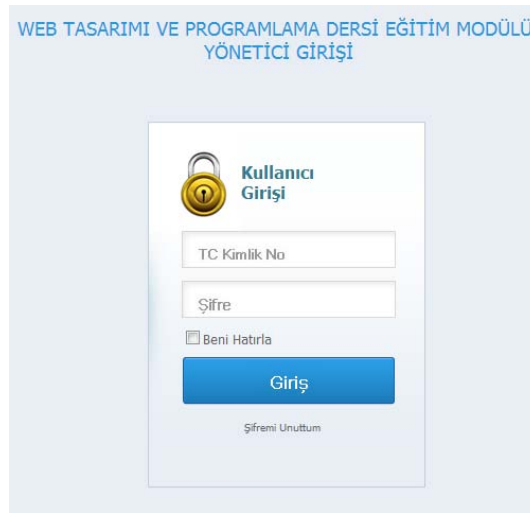 WEB TASARIMI VE PROGRAMLAMA DERSİ EĞİTİM MODÜLÜ
YÖNETİCİ GİRİŞİ
Kullanıcı
Girişi
TC Kimlik No
Şifre
Beni Hatırla
Giriş
Şifremi Unuttum